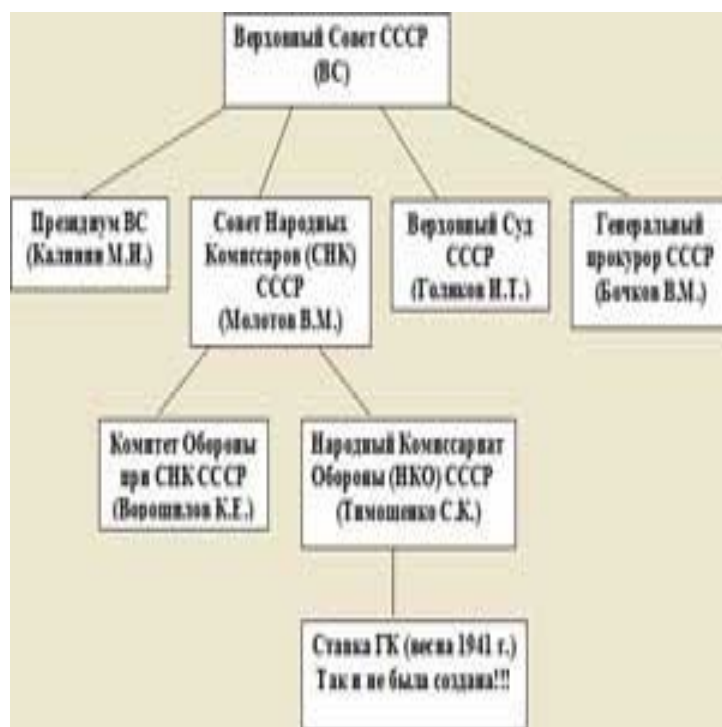 Верховный Совет СССР
(ВС)
Президиум ВС
(Калинин М.И.)
Совет Народных
Комиссаров (СНК)
СССР
(Молотов В.М.)
Верховный Суд
СССР
(Голяков И.Т.)
Генеральный
прокурор СССР
(Бочков В.М.)
Комитет Обороны
при СНК СССР
(Ворошилов К.Е.)
Народный Комиссариат
Обороны (НКО) СССР
(Тимошенко С.К.)
Ставка ГК (весна 1941 г.)
Так и не была создана!!!